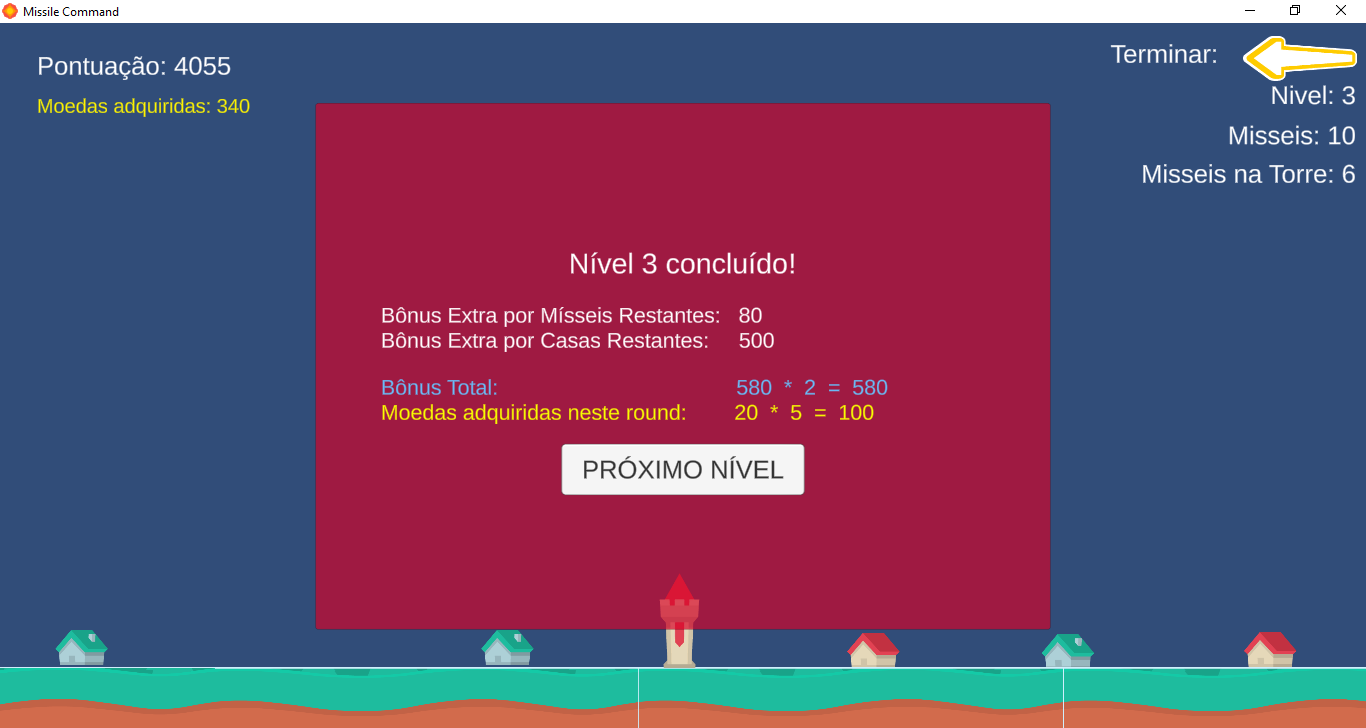 Missile Command
Pontuação: 4055
Moedas adquiridas: 340
Terminar:
Nivel: 3
Misseis: 10
Misseis na Torre: 6
Nível 3 concluído!
Bônus Extra por Mísseis Restantes: 80
Bônus Extra por Casas Restantes: 500
Bônus Total: 580 * 2 = 580
Moedas adquiridas neste round: 20 * 5 = 100
PRÓXIMO NÍVEL